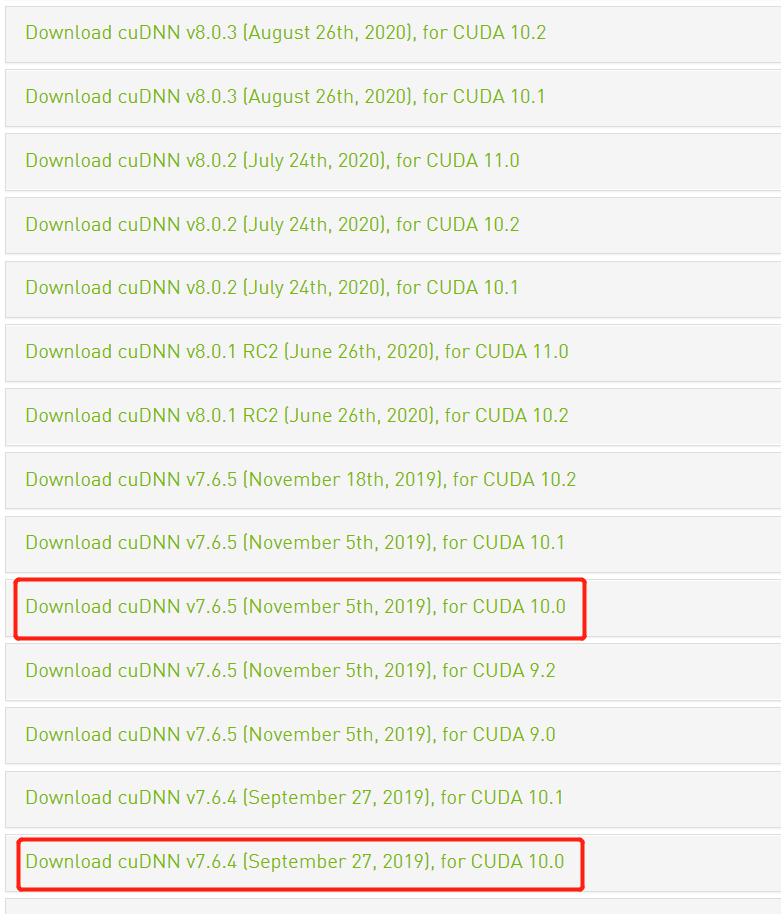 Download cuDNN v8.0.3 (August 26th, 2020), for CUDA 10.2
Download cuDNN v8.0.3 (August 26th, 2020), for CUDA 10.1
Download cuDNN v8.0.2 (July 24th, 2020), for CUDA 11.0
Download cuDNN v8.0.2 (July 24th, 2020), for CUDA 10.2
Download cuDNN v8.0.2 (July 24th, 2020), for CUDA 10.1
Download cuDNN v8.0.1 RC2 (June 26th, 2020), for CUDA 11.0
Download cuDNN v8.0.1 RC2 (June 26th, 2020), for CUDA 10.2
Download cuDNN v7.6.5 (November 18th, 2019), for CUDA 10.2
Download cuDNN v7.6.5 (November 5th, 2019), for CUDA 10.1
Download cuDNN v7.6.5 (November 5th, 2019), for CUDA 10.0
Download cuDNN v7.6.5 (November 5th, 2019), for CUDA 9.2
Download cuDNN v7.6.5 (November 5th, 2019), for CUDA 9.0
Download cuDNN v7.6.4 (September 27, 2019), for CUDA 10.1
Download cuDNN v7.6.4 (September 27, 2019), for CUDA 10.0